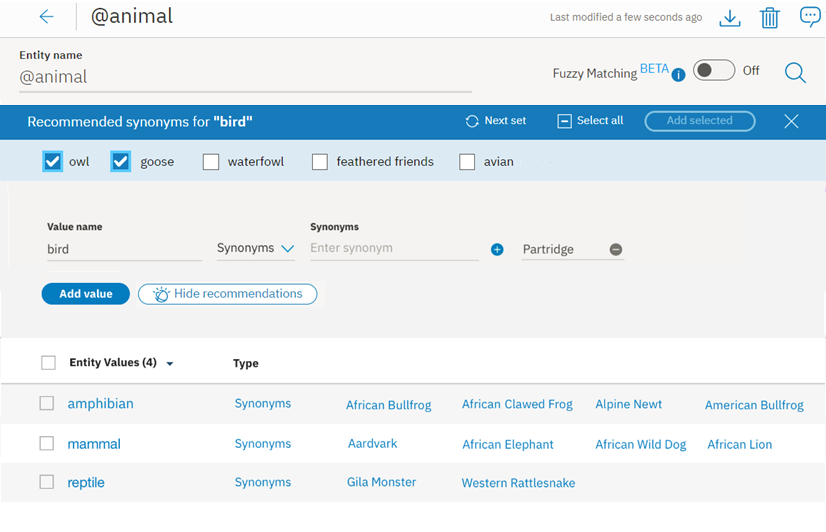 @animal Last modified a few seconds ago
Entity name
@animal Fuzzy Matching BETA i Off
Recommended synonyms for "bird" Next set Select all Add selected
owl goose waterfowl feathered friends avian
Value name Synonyms
bird Synonyms Enter synonym Partridge
Add value Hide recommendations
Entity Values (4) Type
amphibian Synonyms African Bullfrog African Clawed Frog Alpine Newt American Bullfrog
mammal Synonyms Aardvark African Elephant African Wild Dog African Lion
reptile Synonyms Gila Monster Western Rattlesnake